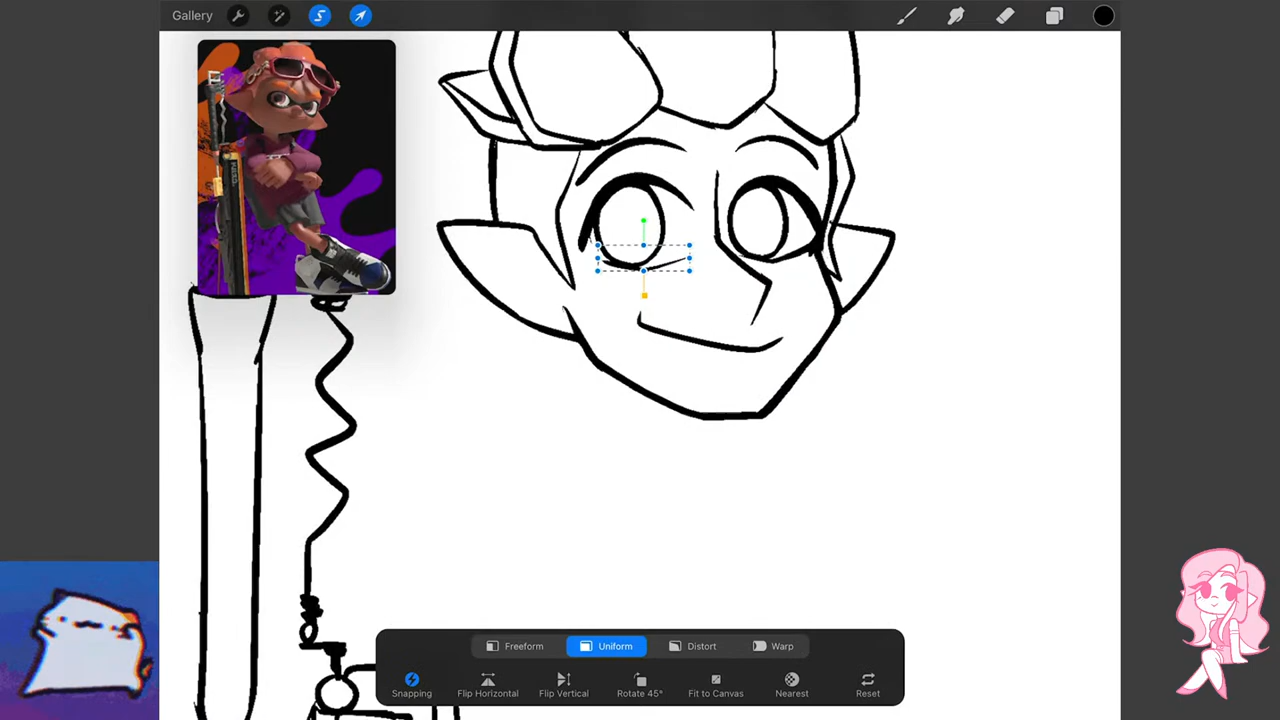 Gallery
Freeform Uniform Distort Warp
Snapping Flip Horizontal Flip Vertical Rotate 45° Fit to Canvas Nearest Reset